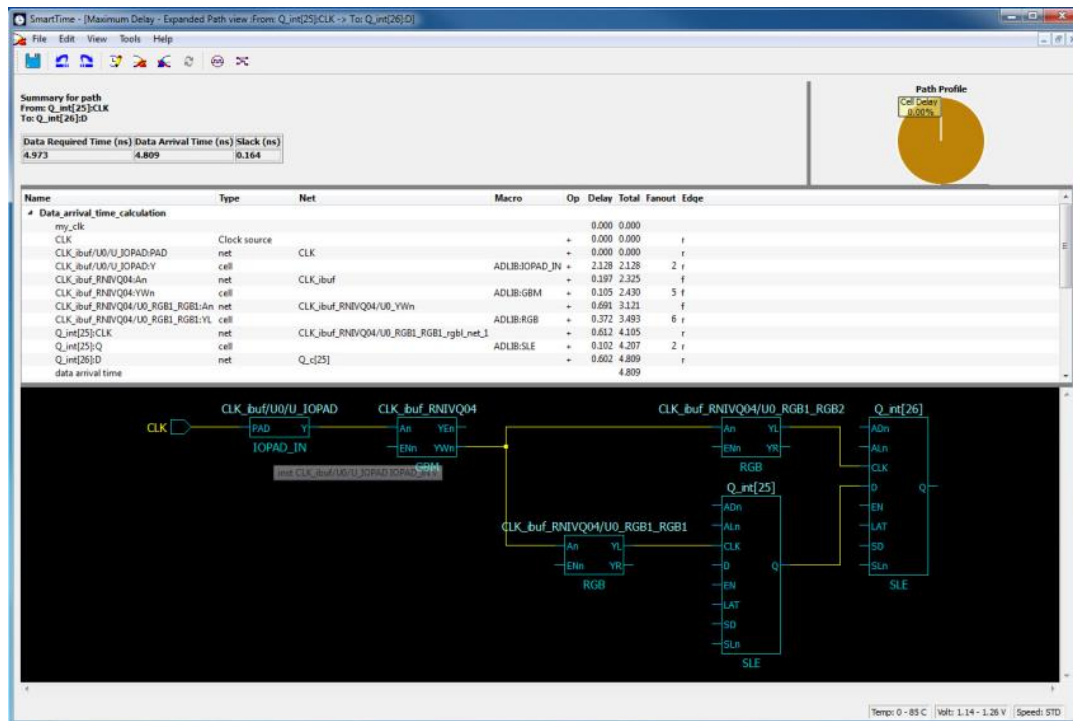 SmartTime - [Maximum Delay - Expanded Path view :From: Q_int[25]:CLK -> To: Q_int[26]:D]
File Edit View Tools Help
Summary for path
From: Q_int[25]:CLK
To: Q_int[26]:D
Data Required Time (ns) Data Arrival Time (ns) Slack (ns)
4.973 4.809 0.164
Path Profile
Cell Delay
0.00%
Name Type Net Macro Op Delay Total Fanout Edge
Data_arrival_time_calculation
my_clk 0.000 0.000
CLK Clock source + 0.000 0.000 r
CLK_ibuf/U0/U_IOPAD:PAD net CLK + 0.000 0.000 r
CLK_ibuf/U0/U_IOPAD:Y cell ADLIB:IOPAD_IN + 2.128 2.128 2 r
CLK_ibuf_RNIVQ04:An net CLK_ibuf + 0.197 2.325 f
CLK_ibuf_RNIVQ04:YWn cell ADLIB:GBM + 0.105 2.430 5 f
CLK_ibuf_RNIVQ04/U0_RGB1_RGB1:An net CLK_ibuf_RNIVQ04/U0_YWn + 0.691 3.121 f
CLK_ibuf_RNIVQ04/U0_RGB1_RGB1:YL cell ADLIB:RGB + 0.372 3.493 6 r
Q_int[25]:CLK net CLK_ibuf_RNIVQ04/U0_RGB1_RGB1_rgbl_net_1 + 0.612 4.105 r
Q_int[25]:Q cell ADLIB:SLE + 0.102 4.207 2 r
Q_int[26]:D net Q_c[25] + 0.602 4.809 r
data arrival time 4.809
CLK_ibuf/U0/U_IOPAD CLK_ibuf_RNIVQ04 CLK_ibuf_RNIVQ04/U0_RGB1_RGB2 Q_int[26]
CLK PAD Y An YEn An YL ADn
IOPAD_IN ENn YWn ENn YR ALn
GBM RGB CLK
Q_int[25] D Q
ADn EN
CLK_ibuf_RNIVQ04/U0_RGB1_RGB1 ALn LAT
An YL CLK SD
ENn YR D Q SLn
RGB EN SLE
LAT
SD
SLn
SLE
Temp: 0 - 85 C Volt: 1.14 - 1.26 V Speed: STD